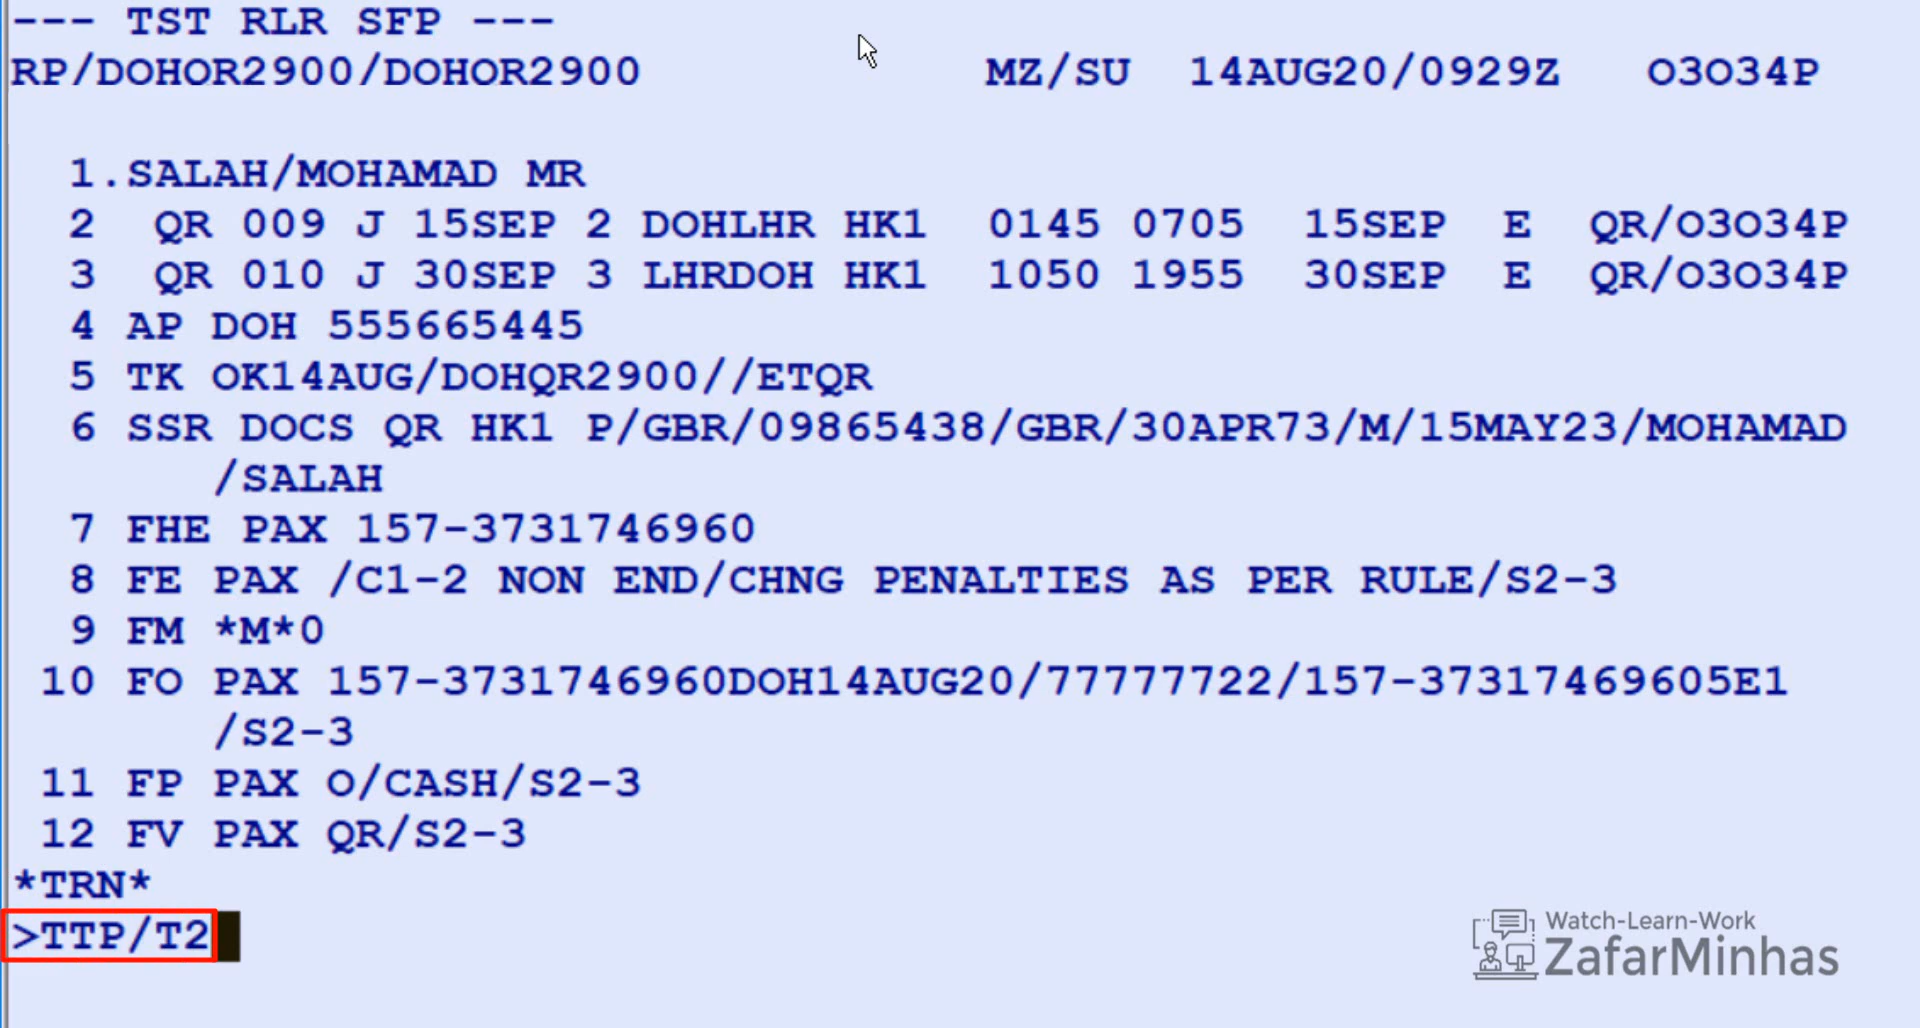 --- TST RLR SFP ---
RP/DOHOR2900/DOHOR2900 MZ/SU 14AUG20/0929Z O3O34P
1.SALAH/MOHAMAD MR
2 QR 009 J 15SEP 2 DOHLHR HK1 0145 0705 15SEP E QR/O3O34P
3 QR 010 J 30SEP 3 LHRDOH HK1 1050 1955 30SEP E QR/O3O34P
4 AP DOH 555665445
5 TK OK14AUG/DOHQR2900//ETQR
6 SSR DOCS QR HK1 P/GBR/09865438/GBR/30APR73/M/15MAY23/MOHAMAD
/SALAH
7 FHE PAX 157-3731746960
8 FE PAX /C1-2 NON END/CHNG PENALTIES AS PER RULE/S2-3
9 FM *M*0
10 FO PAX 157-3731746960DOH14AUG20/77777722/157-37317469605E1
/S2-3
11 FP PAX O/CASH/S2-3
12 FV PAX QR/S2-3
*TRN*
>TTP/T2
Watch-Learn-Work
ZafarMinhas